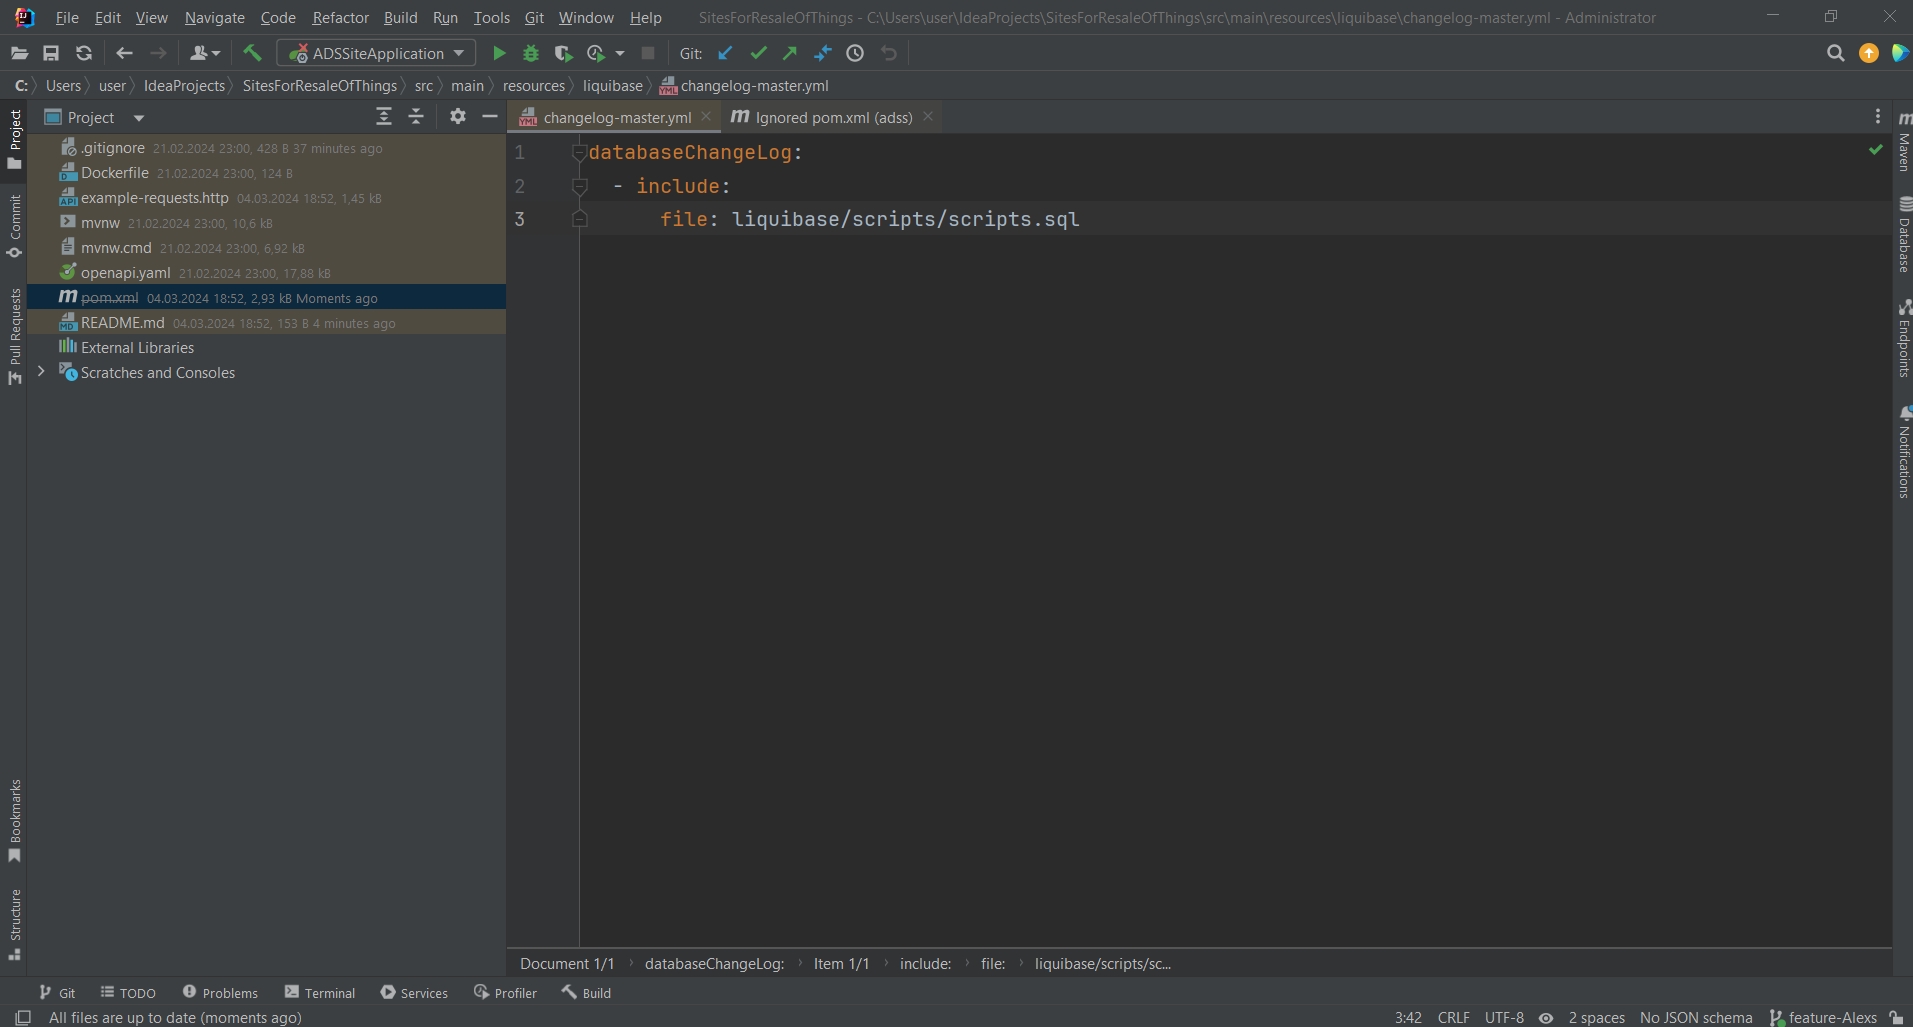 File Edit View Navigate Code Refactor Build Run Tools Git Window Help SitesForResaleOfThings - C:\Users\user\IdeaProjects\SitesForResaleOfThings\src\main\resources\liquibase\changelog-master.yml - Administrator
ADSSiteApplication Git:
C: Users user IdeaProjects SitesForResaleOfThings src main resources liquibase changelog-master.yml
Project
changelog-master.yml Ignored pom.xml (adss)
.gitignore 21.02.2024 23:00, 428 B 37 minutes ago
Dockerfile 21.02.2024 23:00, 124 B
example-requests.http 04.03.2024 18:52, 1,45 kB
mvnw 21.02.2024 23:00, 10,6 kB
mvnw.cmd 21.02.2024 23:00, 6,92 kB
openapi.yaml 21.02.2024 23:00, 17,88 kB
pom.xml 04.03.2024 18:52, 2,93 kB Moments ago
README.md 04.03.2024 18:52, 153 B 4 minutes ago
External Libraries
Scratches and Consoles
1 databaseChangeLog:
2 - include:
3 file: liquibase/scripts/scripts.sql
Project
Commit
Pull Requests
Bookmarks
Structure
Maven
Database
Endpoints
Notifications
Document 1/1 databaseChangeLog: Item 1/1 include: file: liquibase/scripts/sc...
Git TODO Problems Terminal Services Profiler Build
All files are up to date (moments ago) 3:42 CRLF UTF-8 2 spaces No JSON schema feature-Alexs